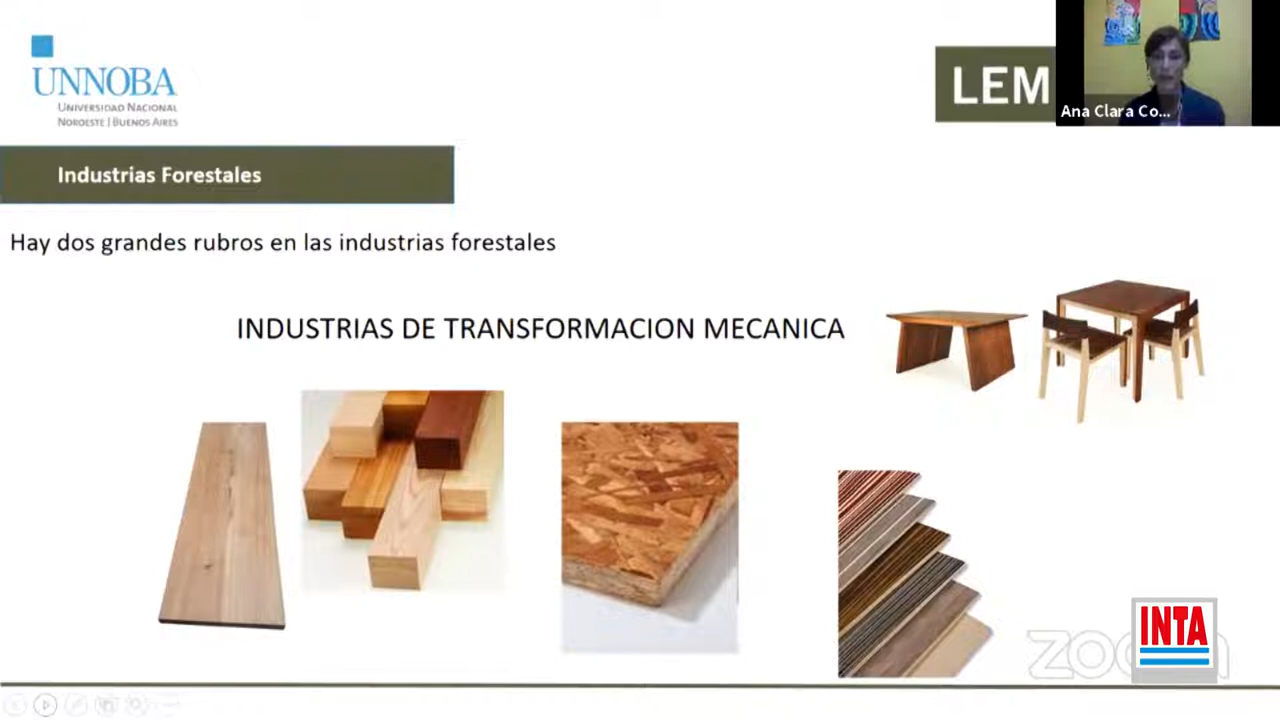 UNNOBA
UNIVERSIDAD NACIONAL
NOROESTE | BUENOS AIRES
LEM
Ana Clara Co...
Industrias Forestales
Hay dos grandes rubros en las industrias forestales
INDUSTRIAS DE TRANSFORMACION MECANICA
INTA
zoom